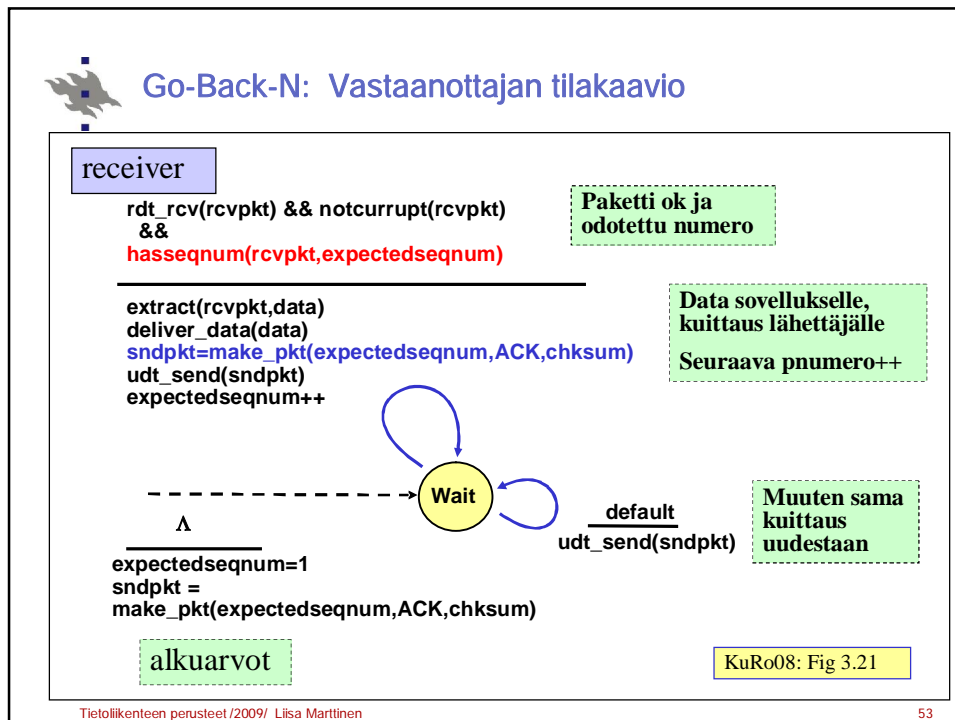 Go-Back-N: Vastaanottajan tilakaavio
receiver
rdt_rcv(rcvpkt) && notcurrupt(rcvpkt)
&&
hasseqnum(rcvpkt,expectedseqnum)
Paketti ok ja
odotettu numero
extract(rcvpkt,data)
deliver_data(data)
sndpkt=make_pkt(expectedseqnum,ACK,chksum)
udt_send(sndpkt)
expectedseqnum++
Data sovellukselle,
kuittaus lähettäjälle
Seuraava pnumero++
Wait
Λ
default
udt_send(sndpkt)
Muuten sama
kuittaus
uudestaan
expectedseqnum=1
sndpkt =
make_pkt(expectedseqnum,ACK,chksum)
alkuarvot
KuRo08: Fig 3.21
Tietoliikenteen perusteet /2009/ Liisa Marttinen
53